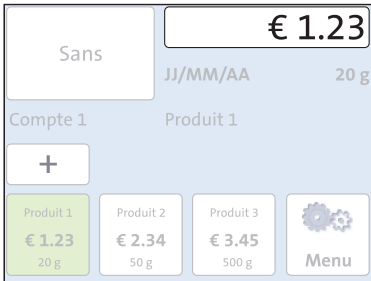 Sans
€ 1.23
JJ/MM/AA 20 g
Compte 1 Produit 1
+
Produit 1 Produit 2 Produit 3
€ 1.23 € 2.34 € 3.45
20 g 50 g 500 g Menu